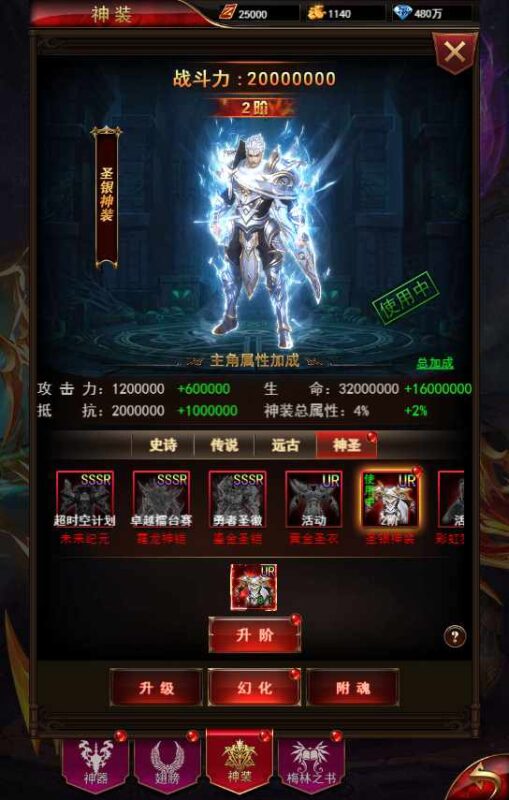 神装 25000 1140 480万
战斗力:20000000
2阶
圣银神装
使用中
主角属性加成 总加成
攻击力: 1200000 +600000 生命: 32000000 +16000000
抵抗: 2000000 +1000000 神装总属性: 4% +2%
史诗 传说 远古 神圣
SSSR SSSR SSSR UR 使用中 UR
超时空计划 卓越擂台赛 勇者圣徽 活动 2阶 活
未来纪元 霸龙神铠 鎏金圣铠 黄金圣衣 圣银神装 彩虹
UR
升阶
?
升级 幻化 附魂
神器 翅膀 神装 梅林之书